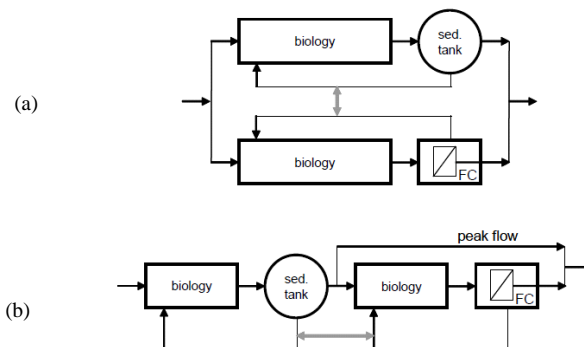 (a)
biology
sed.
tank
biology
FC
(b)
peak flow
biology
sed.
tank
biology
FC